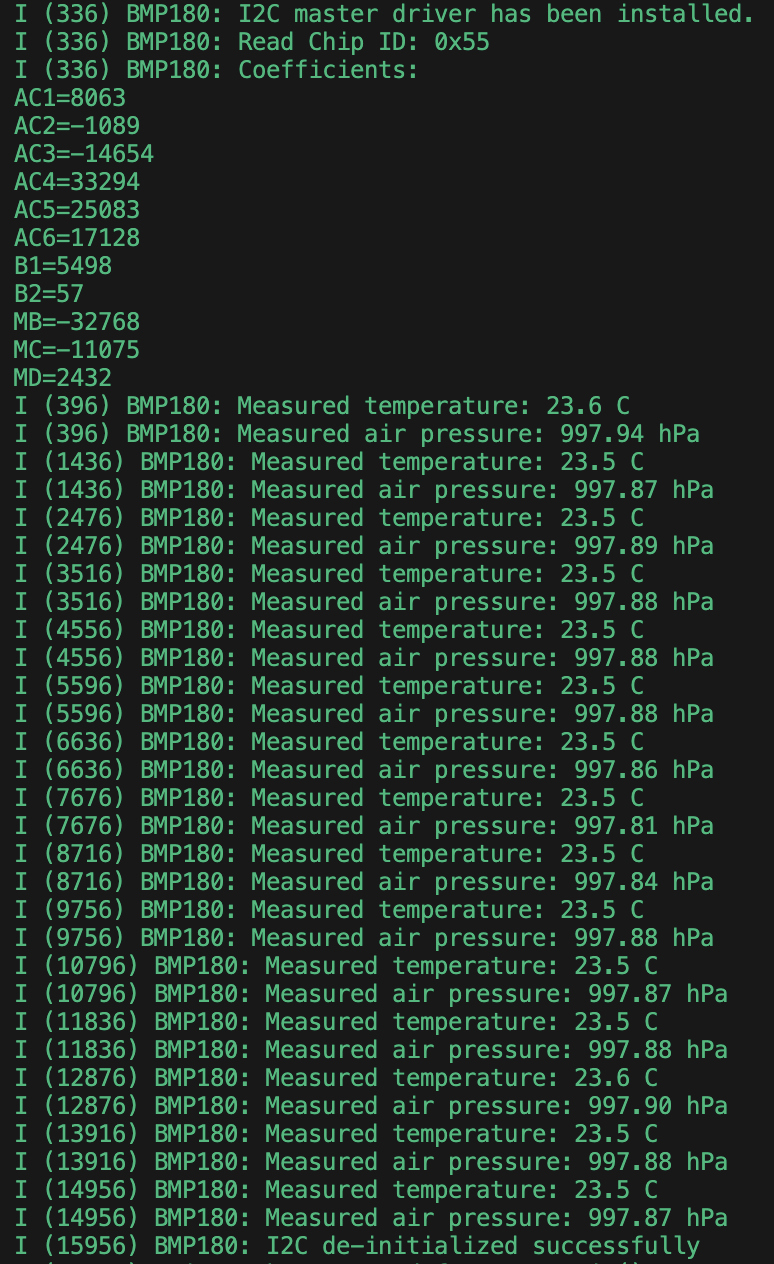 I (336) BMP180: I2C master driver has been installed.
I (336) BMP180: Read Chip ID: 0x55
I (336) BMP180: Coefficients:
AC1=8063
AC2=-1089
AC3=-14654
AC4=33294
AC5=25083
AC6=17128
B1=5498
B2=57
MB=-32768
MC=-11075
MD=2432
I (396) BMP180: Measured temperature: 23.6 C
I (396) BMP180: Measured air pressure: 997.94 hPa
I (1436) BMP180: Measured temperature: 23.5 C
I (1436) BMP180: Measured air pressure: 997.87 hPa
I (2476) BMP180: Measured temperature: 23.5 C
I (2476) BMP180: Measured air pressure: 997.89 hPa
I (3516) BMP180: Measured temperature: 23.5 C
I (3516) BMP180: Measured air pressure: 997.88 hPa
I (4556) BMP180: Measured temperature: 23.5 C
I (4556) BMP180: Measured air pressure: 997.88 hPa
I (5596) BMP180: Measured temperature: 23.5 C
I (5596) BMP180: Measured air pressure: 997.88 hPa
I (6636) BMP180: Measured temperature: 23.5 C
I (6636) BMP180: Measured air pressure: 997.86 hPa
I (7676) BMP180: Measured temperature: 23.5 C
I (7676) BMP180: Measured air pressure: 997.81 hPa
I (8716) BMP180: Measured temperature: 23.5 C
I (8716) BMP180: Measured air pressure: 997.84 hPa
I (9756) BMP180: Measured temperature: 23.5 C
I (9756) BMP180: Measured air pressure: 997.88 hPa
I (10796) BMP180: Measured temperature: 23.5 C
I (10796) BMP180: Measured air pressure: 997.87 hPa
I (11836) BMP180: Measured temperature: 23.5 C
I (11836) BMP180: Measured air pressure: 997.88 hPa
I (12876) BMP180: Measured temperature: 23.6 C
I (12876) BMP180: Measured air pressure: 997.90 hPa
I (13916) BMP180: Measured temperature: 23.5 C
I (13916) BMP180: Measured air pressure: 997.88 hPa
I (14956) BMP180: Measured temperature: 23.5 C
I (14956) BMP180: Measured air pressure: 997.87 hPa
I (15956) BMP180: I2C de-initialized successfully